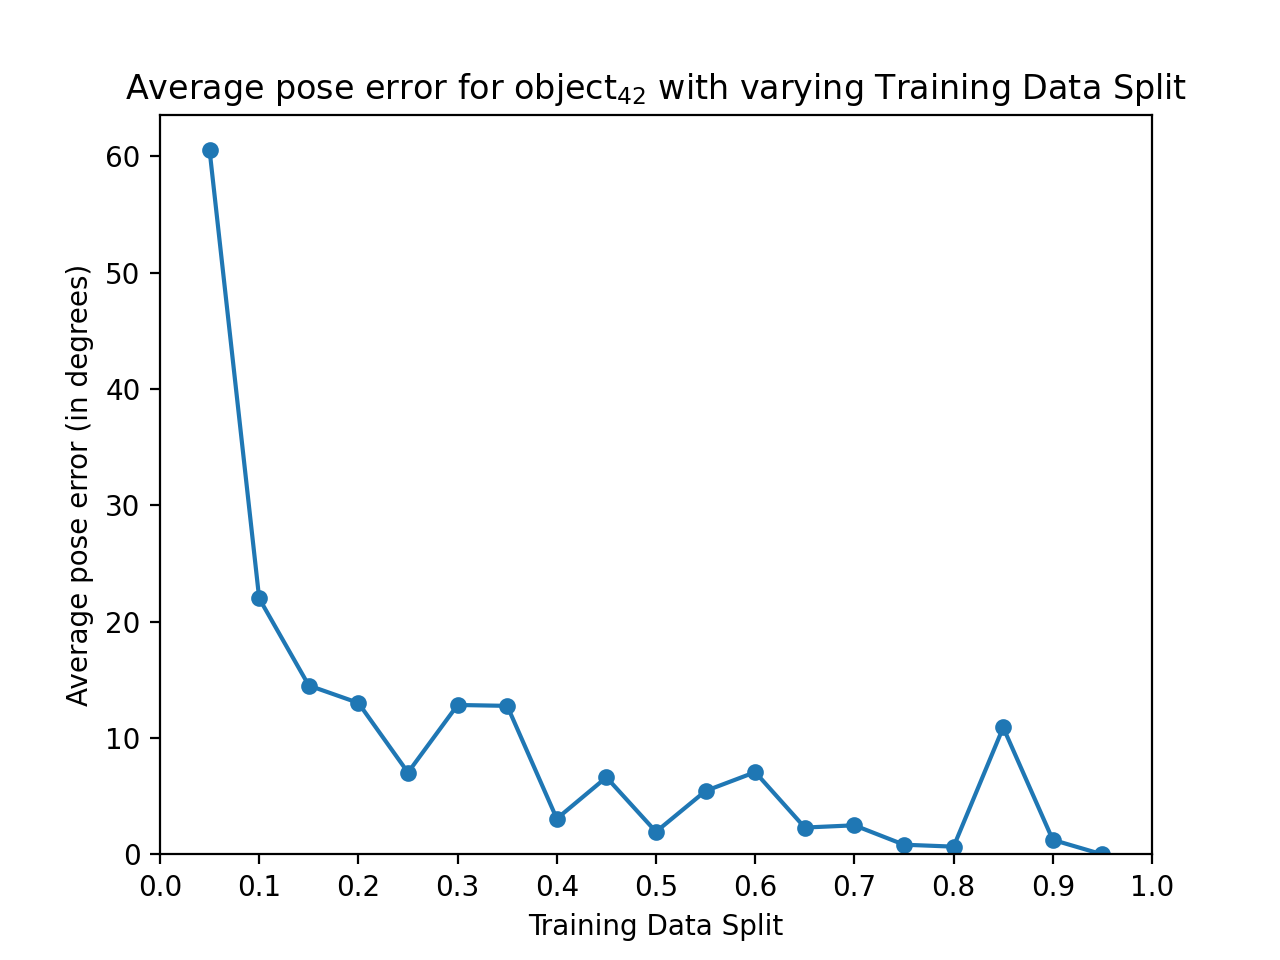 Average pose error for object₄₂ with varying Training Data Split
60
50
40
30
20
10
0
Average pose error (in degrees)
0.0 0.1 0.2 0.3 0.4 0.5 0.6 0.7 0.8 0.9 1.0
Training Data Split